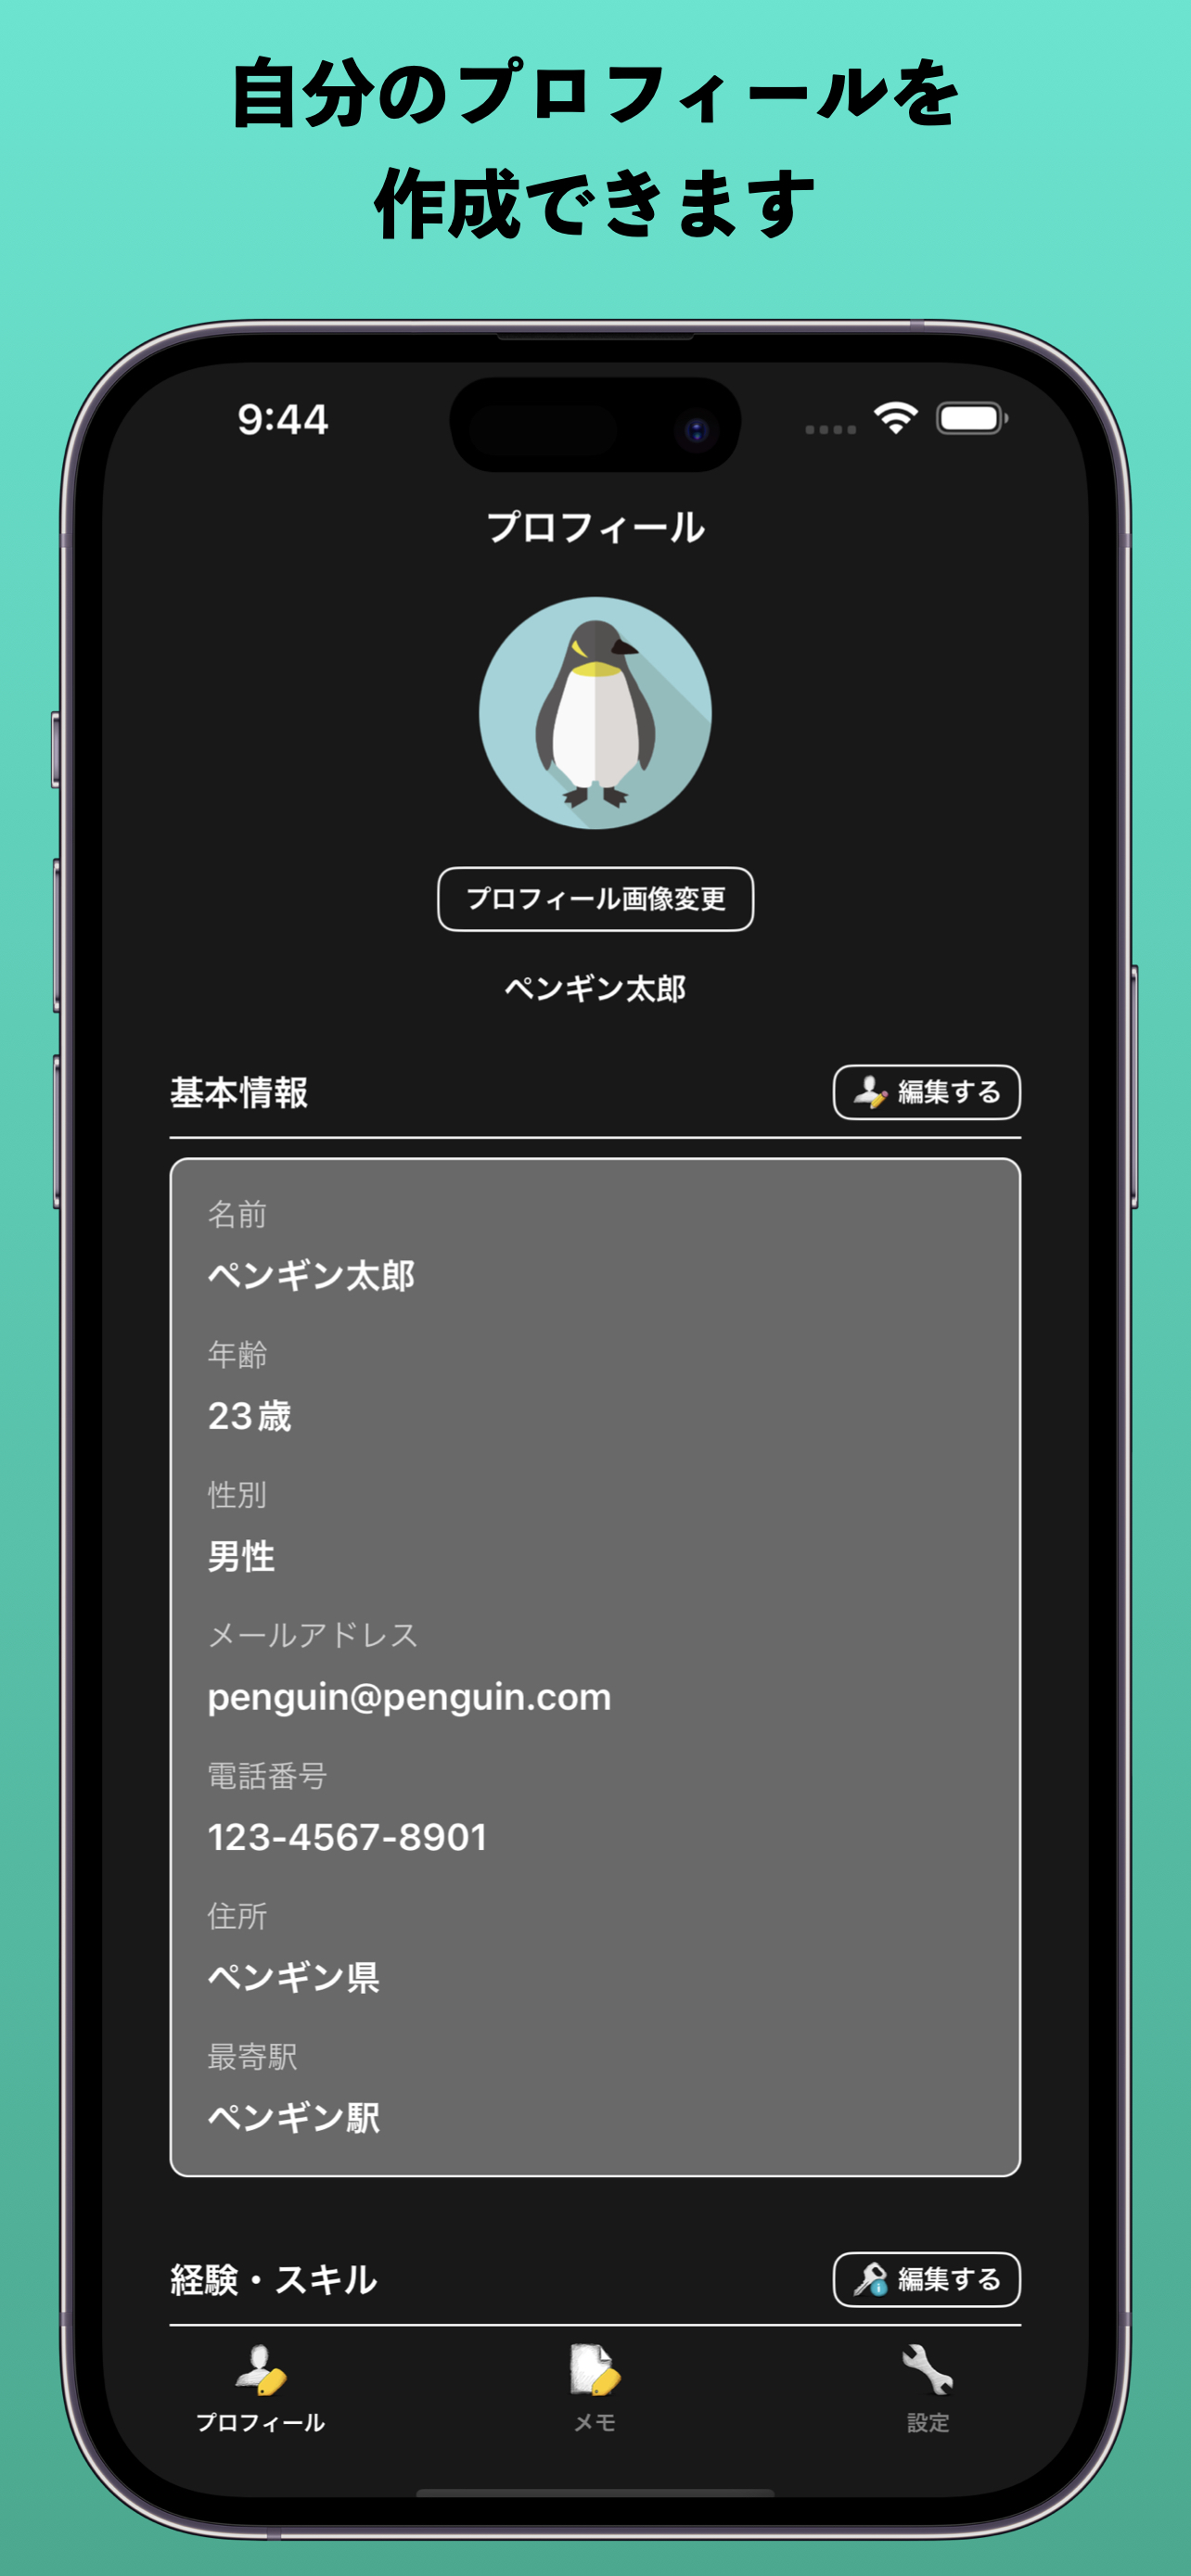 自分のプロフィールを
作成できます
9:44
プロフィール
プロフィール画像変更
ペンギン太郎
基本情報
編集する
名前
ペンギン太郎
年齢
23歳
性別
男性
メールアドレス
penguin@penguin.com
電話番号
123-4567-8901
住所
ペンギン県
最寄駅
ペンギン駅
経験・スキル
編集する
プロフィール
メモ
設定